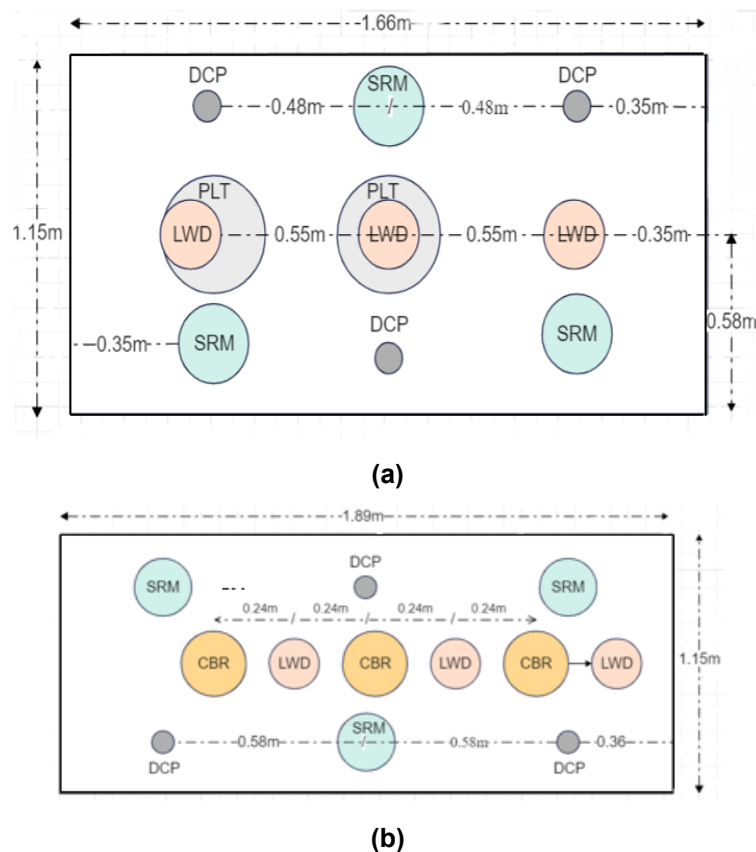 1.66m
DCP SRM DCP
0.48m / 0.48m 0.35m
1.15m
PLT PLT
LWD 0.55m LWD 0.55m LWD 0.35m
DCP
0.35m SRM SRM 0.58m
(a)
1.89m
DCP
SRM SRM
0.24m / 0.24m / 0.24m / 0.24m
CBR LWD CBR LWD CBR LWD 1.15m
SRM
0.58m / 0.58m 0.36
DCP DCP
(b)